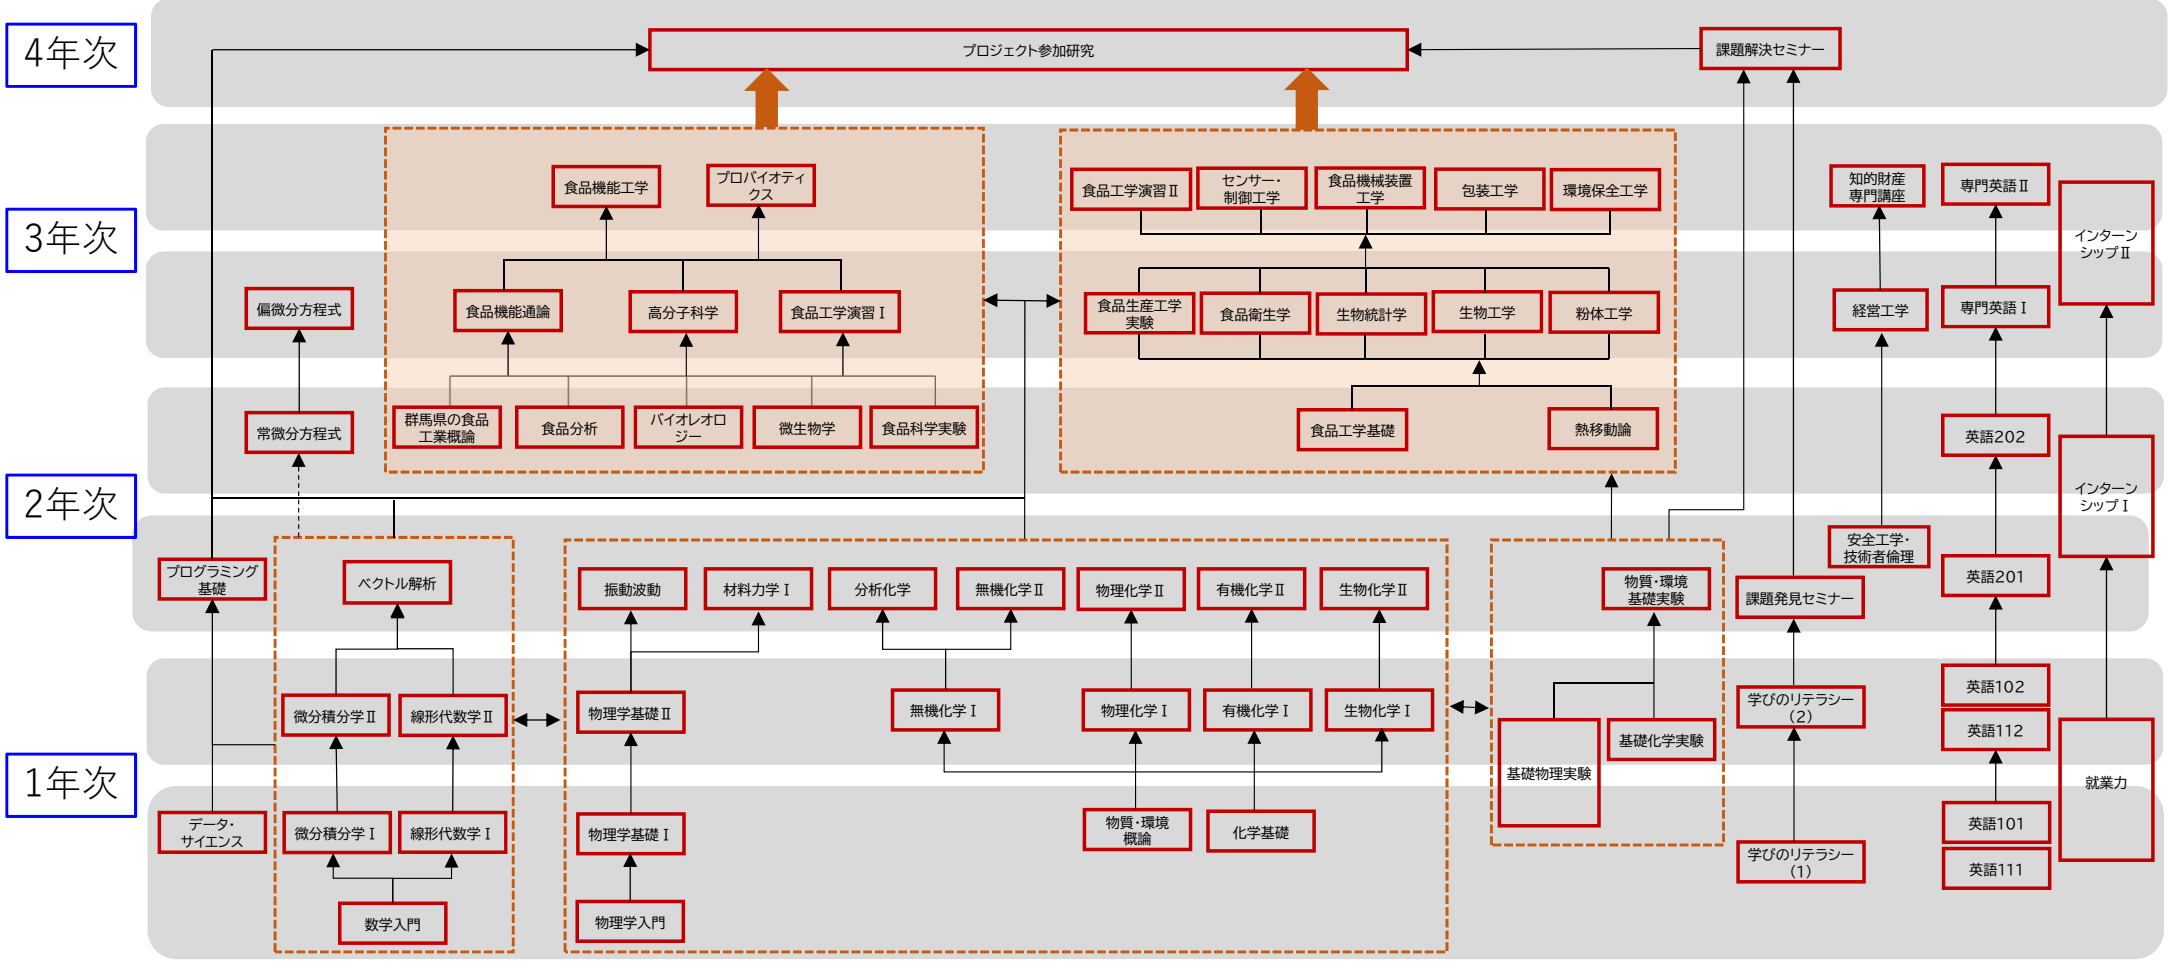 4年次
プロジェクト参加研究
課題解決セミナー
3年次
食品機能工学
プロバイオティ
クス
食品工学演習Ⅱ
センサー・
制御工学
食品機械装置
工学
包装工学
環境保全工学
知的財産
専門講座
専門英語Ⅱ
インターン
シップⅡ
偏微分方程式
食品機能通論
高分子科学
食品工学演習Ⅰ
食品生産工学
実験
食品衛生学
生物統計学
生物工学
粉体工学
経営工学
専門英語Ⅰ
2年次
常微分方程式
群馬県の食品
工業概論
食品分析
バイオレオロ
ジー
微生物学
食品科学実験
食品工学基礎
熱移動論
英語202
インターン
シップⅠ
安全工学・
技術者倫理
プログラミング
基礎
ベクトル解析
振動波動
材料力学Ⅰ
分析化学
無機化学Ⅱ
物理化学Ⅱ
有機化学Ⅱ
生物化学Ⅱ
物質・環境
基礎実験
課題発見セミナー
英語201
1年次
微分積分学Ⅱ
線形代数学Ⅱ
物理学基礎Ⅱ
無機化学Ⅰ
物理化学Ⅰ
有機化学Ⅰ
生物化学Ⅰ
基礎物理実験
基礎化学実験
学びのリテラシー
(2)
英語102
英語112
就業力
データ・
サイエンス
微分積分学Ⅰ
線形代数学Ⅰ
物理学基礎Ⅰ
物質・環境
概論
化学基礎
学びのリテラシー
(1)
英語101
英語111
数学入門
物理学入門